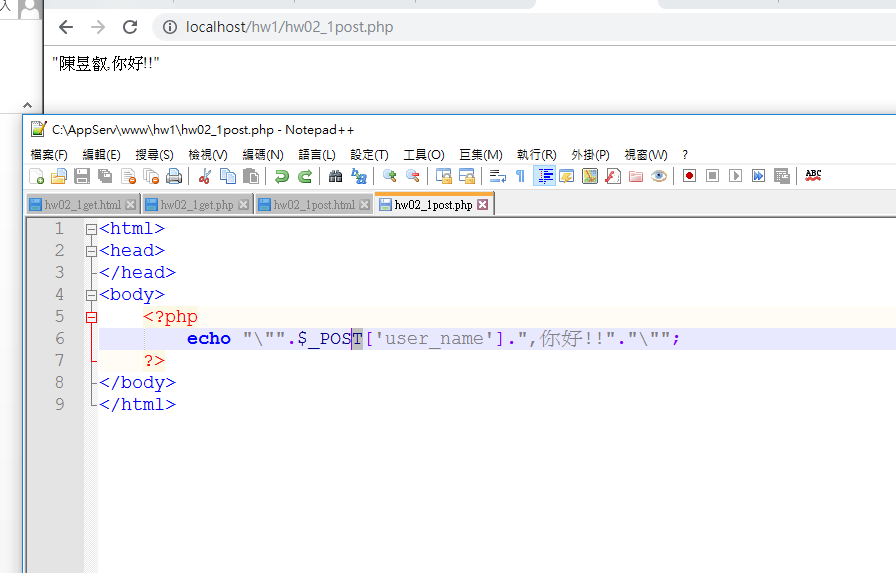 人
localhost/hw1/hw02_1post.php
"陳昱叡,你好!!"
C:\AppServ\www\hw1\hw02_1post.php - Notepad++
檔案(F) 編輯(E) 搜尋(S) 檢視(V) 編碼(N) 語言(L) 設定(T) 工具(O) 巨集(M) 執行(R) 外掛(P) 視窗(W) ?
ABC
hw02_1get.html hw02_1get.php hw02_1post.html hw02_1post.php
1 <html>
2 <head>
3 </head>
4 <body>
5 <?php
6 echo "\"".$_POST['user_name'].",你好!!"."\"";
7 ?>
8 </body>
9 </html>